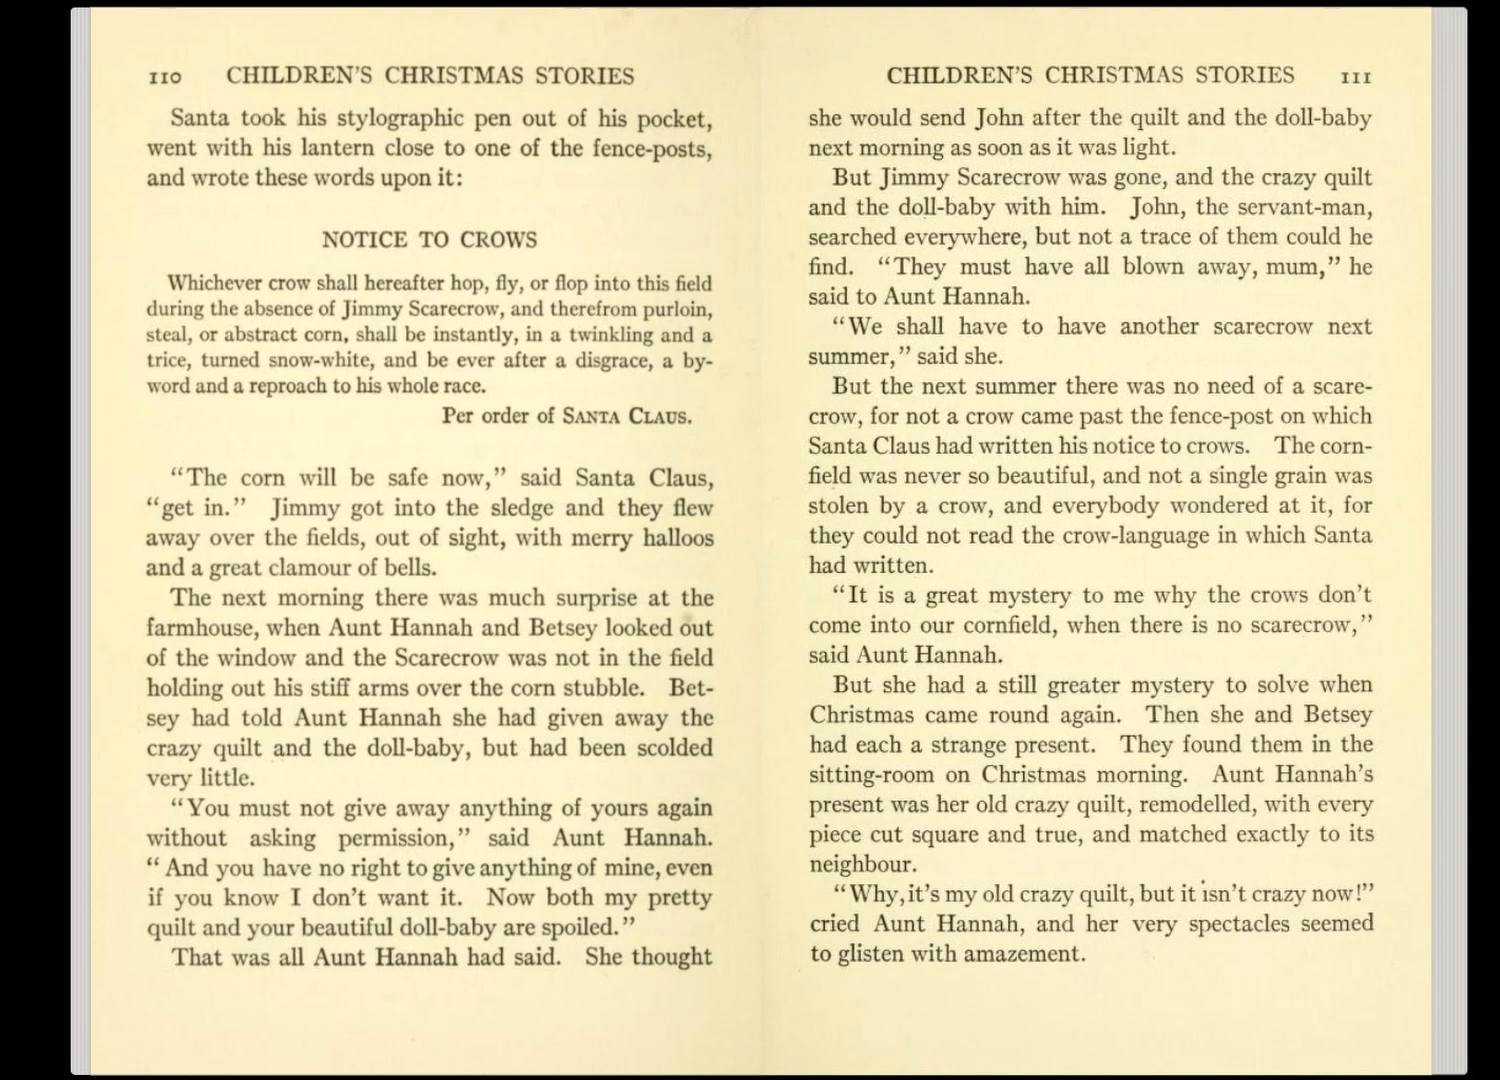 110 CHILDREN'S CHRISTMAS STORIES
Santa took his stylographic pen out of his pocket,
went with his lantern close to one of the fence-posts,
and wrote these words upon it:
NOTICE TO CROWS
Whichever crow shall hereafter hop, fly, or flop into this field
during the absence of Jimmy Scarecrow, and therefrom purloin,
steal, or abstract corn, shall be instantly, in a twinkling and a
trice, turned snow-white, and be ever after a disgrace, a by-
word and a reproach to his whole race.
Per order of SANTA CLAUS.
"The corn will be safe now," said Santa Claus,
"get in." Jimmy got into the sledge and they flew
away over the fields, out of sight, with merry halloos
and a great clamour of bells.
The next morning there was much surprise at the
farmhouse, when Aunt Hannah and Betsey looked out
of the window and the Scarecrow was not in the field
holding out his stiff arms over the corn stubble. Bet-
sey had told Aunt Hannah she had given away the
crazy quilt and the doll-baby, but had been scolded
very little.
"You must not give away anything of yours again
without asking permission," said Aunt Hannah.
"And you have no right to give anything of mine, even
if you know I don't want it. Now both my pretty
quilt and your beautiful doll-baby are spoiled."
That was all Aunt Hannah had said. She thought
CHILDREN'S CHRISTMAS STORIES 111
she would send John after the quilt and the doll-baby
next morning as soon as it was light.
But Jimmy Scarecrow was gone, and the crazy quilt
and the doll-baby with him. John, the servant-man,
searched everywhere, but not a trace of them could he
find. "They must have all blown away, mum," he
said to Aunt Hannah.
"We shall have to have another scarecrow next
summer," said she.
But the next summer there was no need of a scare-
crow, for not a crow came past the fence-post on which
Santa Claus had written his notice to crows. The corn-
field was never so beautiful, and not a single grain was
stolen by a crow, and everybody wondered at it, for
they could not read the crow-language in which Santa
had written.
"It is a great mystery to me why the crows don't
come into our cornfield, when there is no scarecrow,"
said Aunt Hannah.
But she had a still greater mystery to solve when
Christmas came round again. Then she and Betsey
had each a strange present. They found them in the
sitting-room on Christmas morning. Aunt Hannah's
present was her old crazy quilt, remodelled, with every
piece cut square and true, and matched exactly to its
neighbour.
"Why, it's my old crazy quilt, but it isn't crazy now!"
cried Aunt Hannah, and her very spectacles seemed
to glisten with amazement.